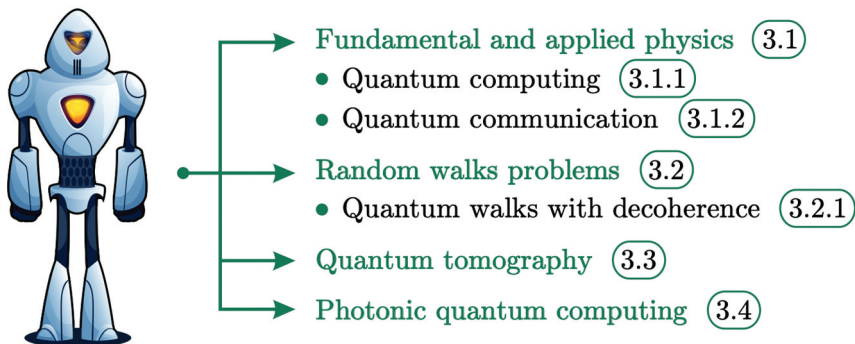 Fundamental and applied physics 3.1
• Quantum computing 3.1.1
• Quantum communication 3.1.2
Random walks problems 3.2
• Quantum walks with decoherence 3.2.1
Quantum tomography 3.3
Photonic quantum computing 3.4